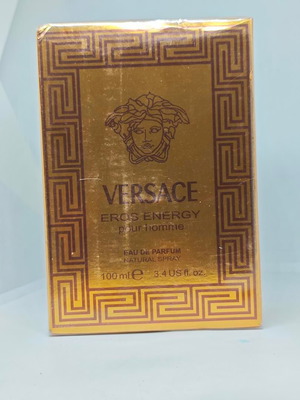 VERSACE
EROS ENERGY
pour homme
EAU DE PARFUM
NATURAL SPRAY
100 ml ℮ 3.4 US fl. oz.